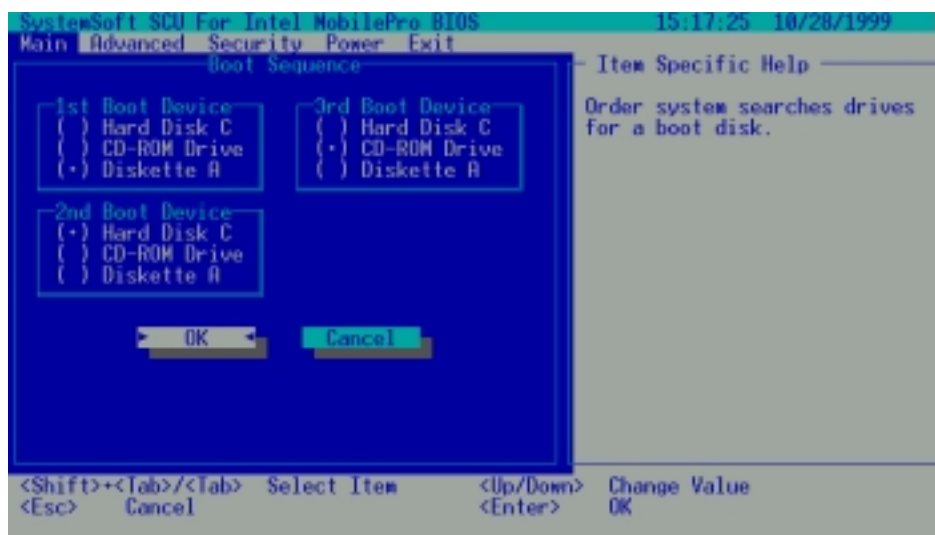 SystemSoft SCU For Intel MobilePro BIOS 15:17:25 10/28/1999
Main Advanced Security Power Exit
Boot Sequence
Item Specific Help
Order system searches drives
for a boot disk.
1st Boot Device
( ) Hard Disk C
( ) CD-ROM Drive
(·) Diskette A
3rd Boot Device
( ) Hard Disk C
(·) CD-ROM Drive
( ) Diskette A
2nd Boot Device
(·) Hard Disk C
( ) CD-ROM Drive
( ) Diskette A
OK
Cancel
<Shift>+<Tab>/<Tab> Select Item <Up/Down> Change Value
<Esc> Cancel <Enter> OK